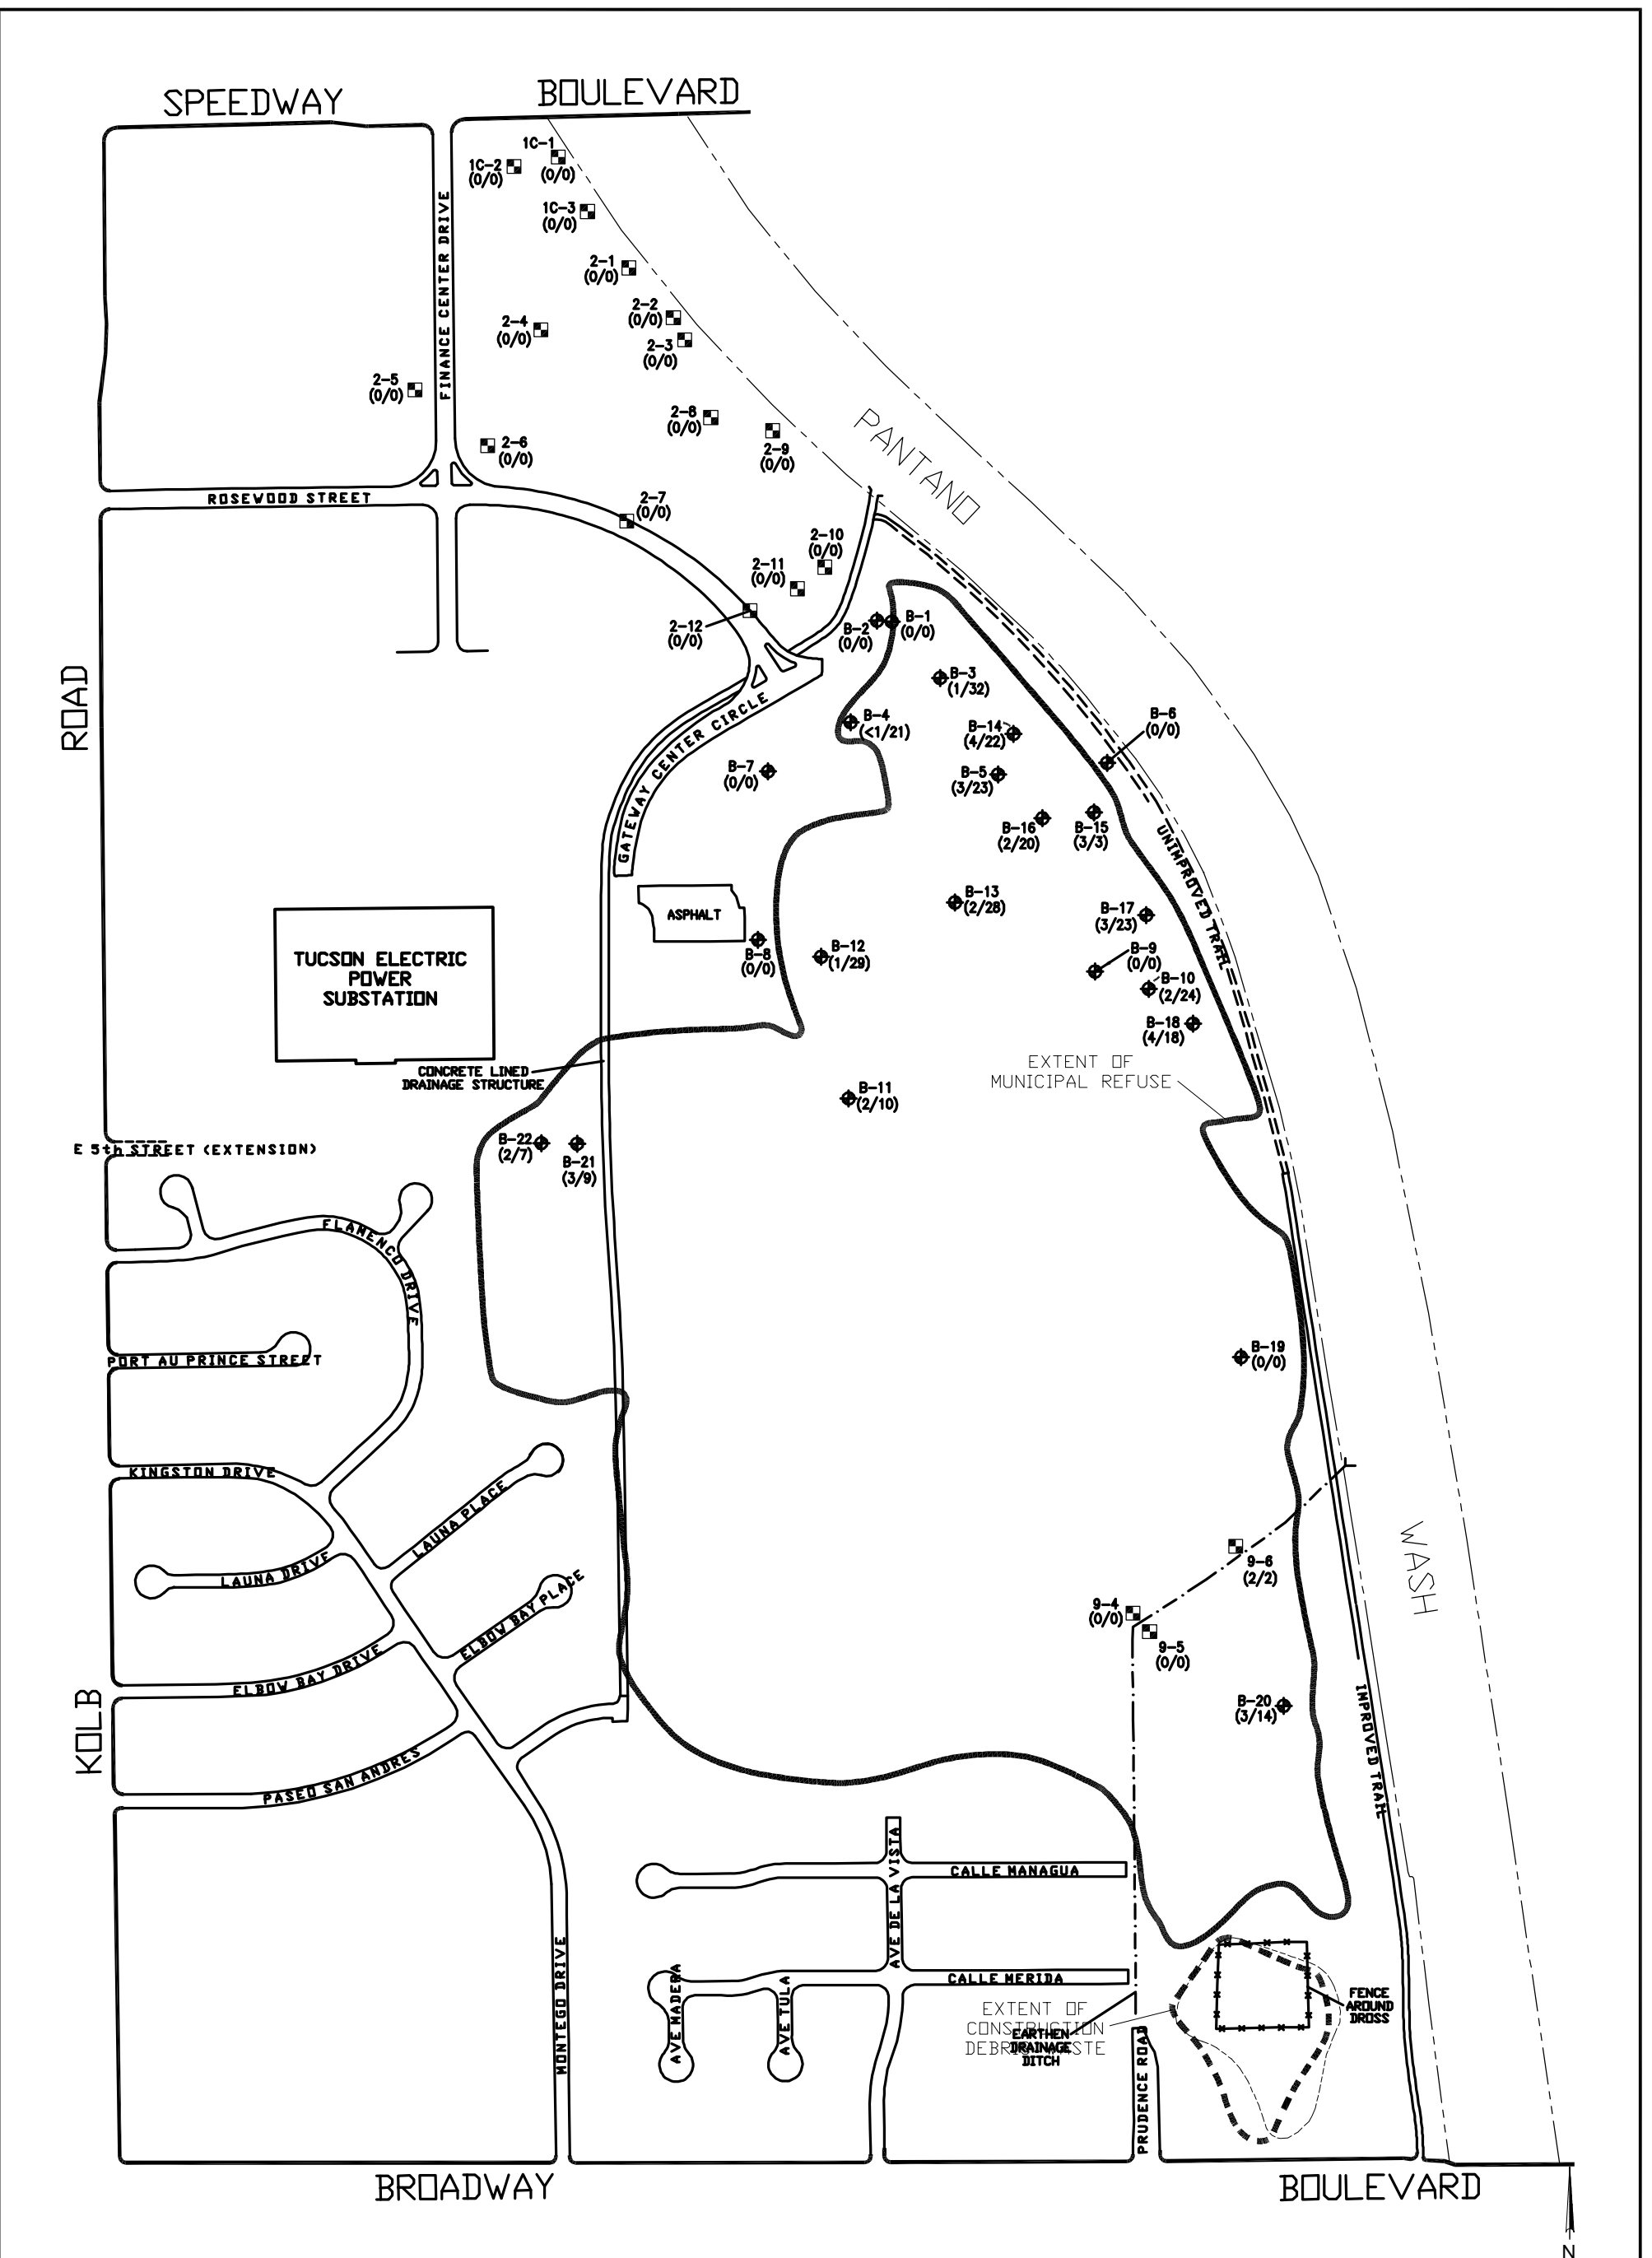 SPEEDWAY
BOULEVARD
1C-1
(0/0)
1C-2
(0/0)
1C-3
(0/0)
FINANCE CENTER DRIVE
2-1
(0/0)
2-2
(0/0)
2-3
(0/0)
2-4
(0/0)
2-5
(0/0)
2-6
(0/0)
2-8
(0/0)
2-9
(0/0)
PANTANO
ROSEWOOD STREET
2-7
(0/0)
2-10
(0/0)
2-11
(0/0)
2-12
(0/0)
B-2
(0/0)
B-1
(0/0)
B-3
(1/32)
B-4
(<1/21)
B-14
(4/22)
B-6
(0/0)
ROAD
GATEWAY CENTER CIRCLE
B-7
(0/0)
B-5
(3/23)
B-16
(2/20)
B-15
(3/3)
UNIMPROVED TRAIL
ASPHALT
B-13
(2/28)
B-17
(3/23)
B-8
(0/0)
B-12
(1/29)
B-9
(0/0)
B-10
(2/24)
B-18
(4/18)
TUCSON ELECTRIC
POWER
SUBSTATION
CONCRETE LINED
DRAINAGE STRUCTURE
EXTENT OF
MUNICIPAL REFUSE
B-11
(2/10)
B-22
(2/7)
B-21
(3/9)
E 5th STREET (EXTENSION)
FLAMENCO DRIVE
PORT AU PRINCE STREET
B-19
(0/0)
KINGSTON DRIVE
LAUNA PLACE
LAUNA DRIVE
ELBOW BAY PLACE
ELBOW BAY DRIVE
9-6
(2/2)
9-4
(0/0)
9-5
(0/0)
WASH
KOLB
B-20
(3/14)
IMPROVED TRAIL
PASEO SAN ANDRES
CALLE MANAGUA
AVE DE LA VISTA
MONTEGO DRIVE
CALLE MERIDA
AVE MADERA
AVE TULA
EXTENT OF
CONSTRUCTION
EARTHEN
DRAINAGE
DITCH
FENCE
AROUND
DROSS
PRUDENCE ROAD
BROADWAY
BOULEVARD
N